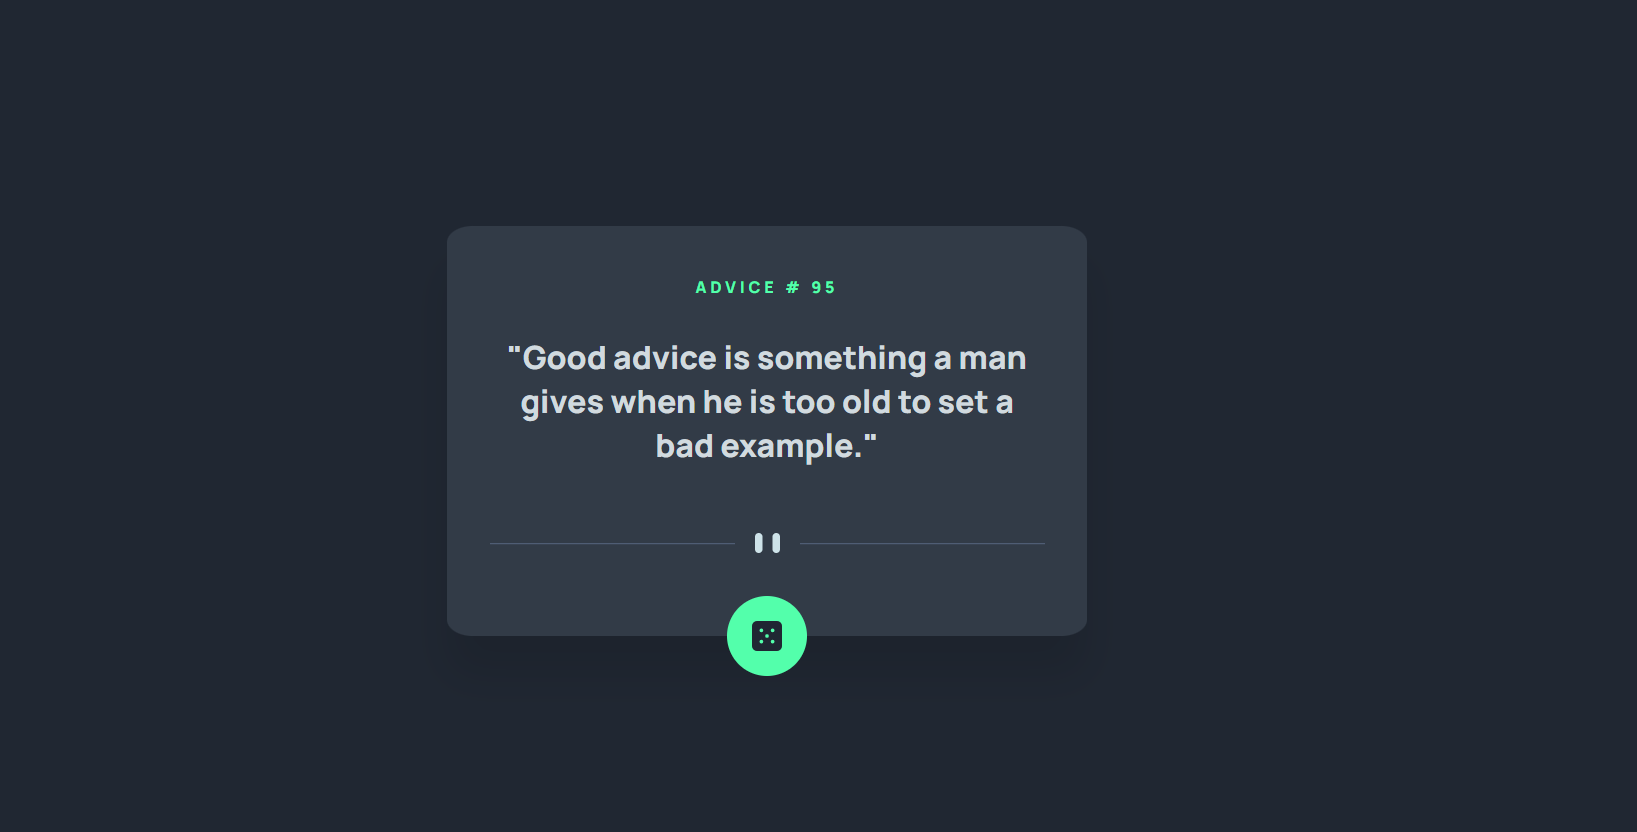 ADVICE # 95
"Good advice is something a man
gives when he is too old to set a
bad example."